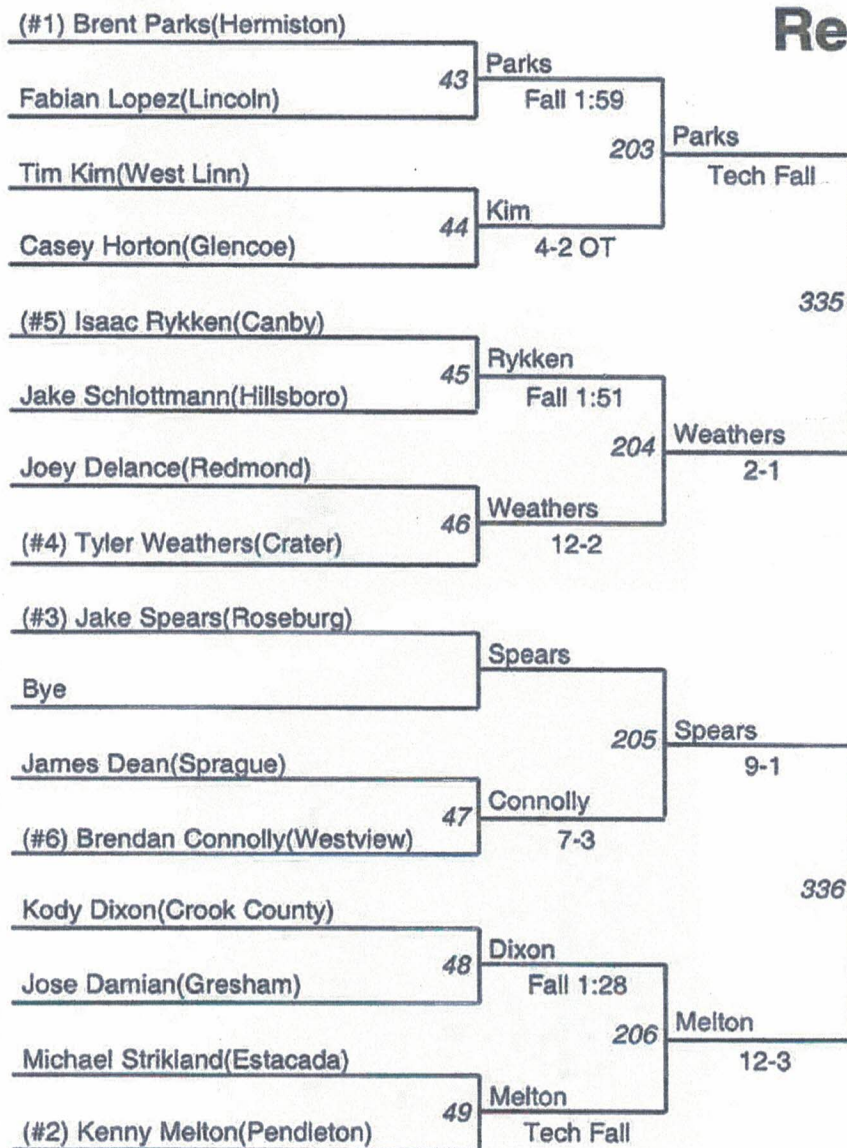 (#1) Brent Parks(Hermiston)
Re
43
Parks
Fall 1:59
Fabian Lopez(Lincoln)
203
Parks
Tech Fall
Tim Kim(West Linn)
44
Kim
4-2 OT
Casey Horton(Glencoe)
335
(#5) Isaac Rykken(Canby)
45
Rykken
Fall 1:51
Jake Schlottmann(Hillsboro)
204
Weathers
2-1
Joey Delance(Redmond)
46
Weathers
12-2
(#4) Tyler Weathers(Crater)
(#3) Jake Spears(Roseburg)
Spears
Bye
205
Spears
9-1
James Dean(Sprague)
47
Connolly
7-3
(#6) Brendan Connolly(Westview)
336
Kody Dixon(Crook County)
48
Dixon
Fall 1:28
Jose Damian(Gresham)
206
Melton
12-3
Michael Strikland(Estacada)
49
Melton
Tech Fall
(#2) Kenny Melton(Pendleton)